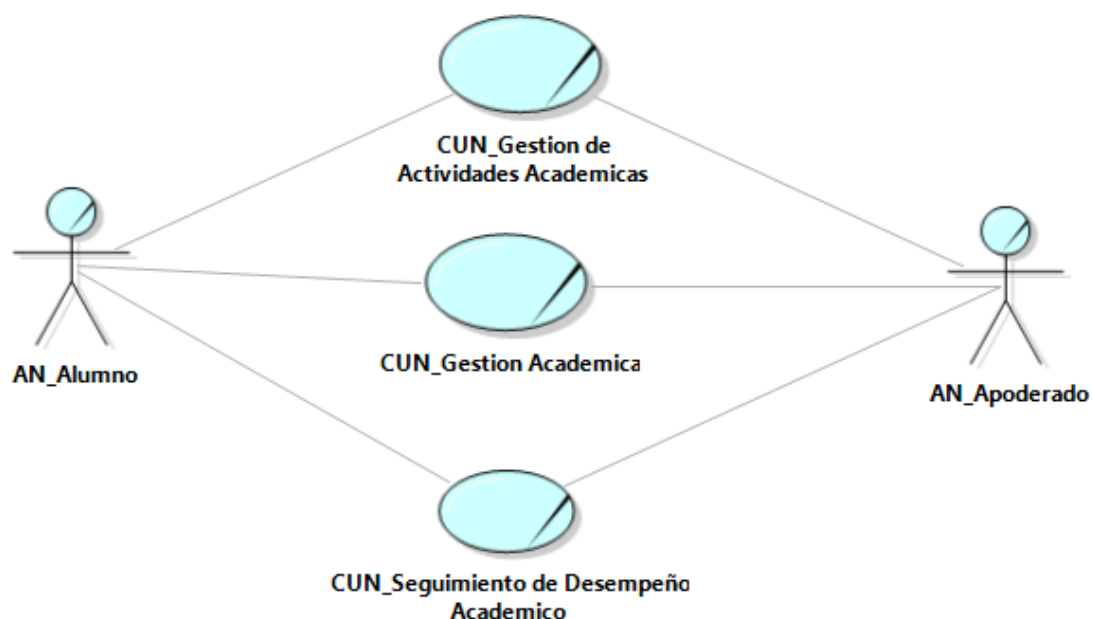 CUN_Gestion de
Actividades Academicas
AN_Alumno
CUN_Gestion Academica
AN_Apoderado
CUN_Seguimiento de Desempeño
Academico